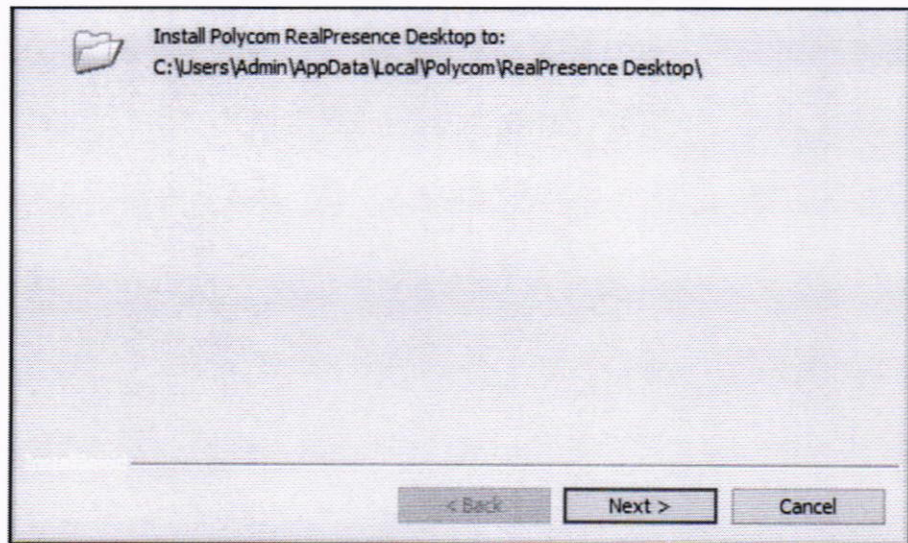 Install Polycom RealPresence Desktop to:
C:\Users\Admin\AppData\Local\Polycom\RealPresence Desktop\
< Back
Next >
Cancel